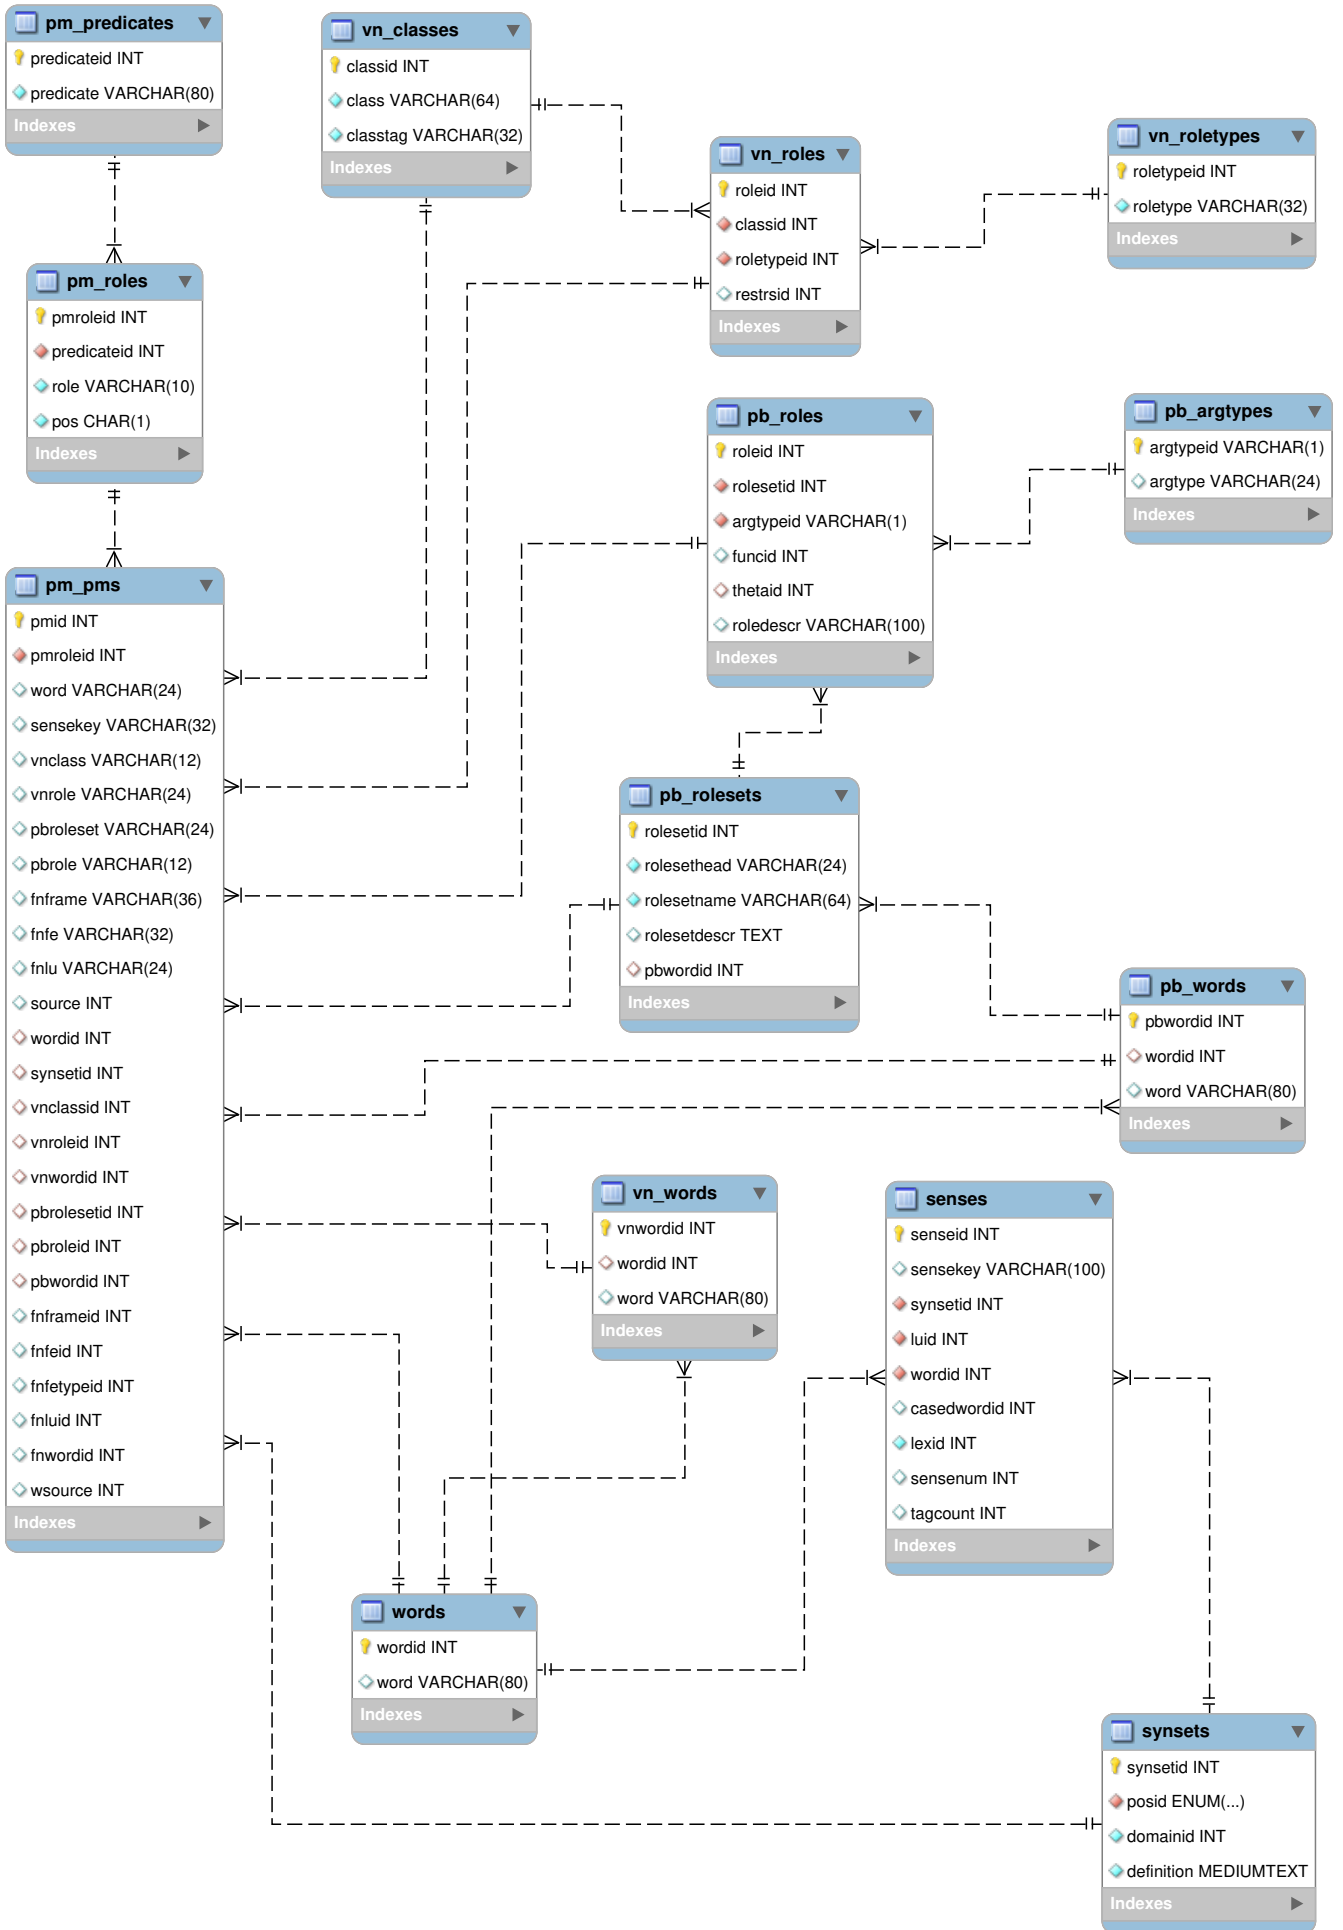 pm_predicates
predicateid INT
predicate VARCHAR(80)
Indexes
vn_classes
classid INT
class VARCHAR(64)
classtag VARCHAR(32)
Indexes
vn_roles
roleid INT
classid INT
roletypeid INT
restrsid INT
Indexes
vn_roletypes
roletypeid INT
roletype VARCHAR(32)
Indexes
pm_roles
pmroleid INT
predicateid INT
role VARCHAR(10)
pos CHAR(1)
Indexes
pb_roles
roleid INT
rolesetid INT
argtypeid VARCHAR(1)
funcid INT
thetaid INT
roledescr VARCHAR(100)
Indexes
pb_argtypes
argtypeid VARCHAR(1)
argtype VARCHAR(24)
Indexes
pm_pms
pmid INT
pmroleid INT
word VARCHAR(24)
sensekey VARCHAR(32)
vnclass VARCHAR(12)
vnrole VARCHAR(24)
pbroleset VARCHAR(24)
pbrole VARCHAR(12)
fnframe VARCHAR(36)
fnfe VARCHAR(32)
fnlu VARCHAR(24)
source INT
wordid INT
synsetid INT
vnclassid INT
vnroleid INT
vnwordid INT
pbrolesetid INT
pbroleid INT
pbwordid INT
fnframeid INT
fnfeid INT
fnfetypeid INT
fnluid INT
fnwordid INT
wsource INT
Indexes
pb_rolesets
rolesetid INT
rolesethead VARCHAR(24)
rolesetname VARCHAR(64)
rolesetdescr TEXT
pbwordid INT
Indexes
pb_words
pbwordid INT
wordid INT
word VARCHAR(80)
Indexes
vn_words
vnwordid INT
wordid INT
word VARCHAR(80)
Indexes
senses
senseid INT
sensekey VARCHAR(100)
synsetid INT
luid INT
wordid INT
casedwordid INT
lexid INT
sensenum INT
tagcount INT
Indexes
words
wordid INT
word VARCHAR(80)
Indexes
synsets
synsetid INT
posid ENUM(...)
domainid INT
definition MEDIUMTEXT
Indexes